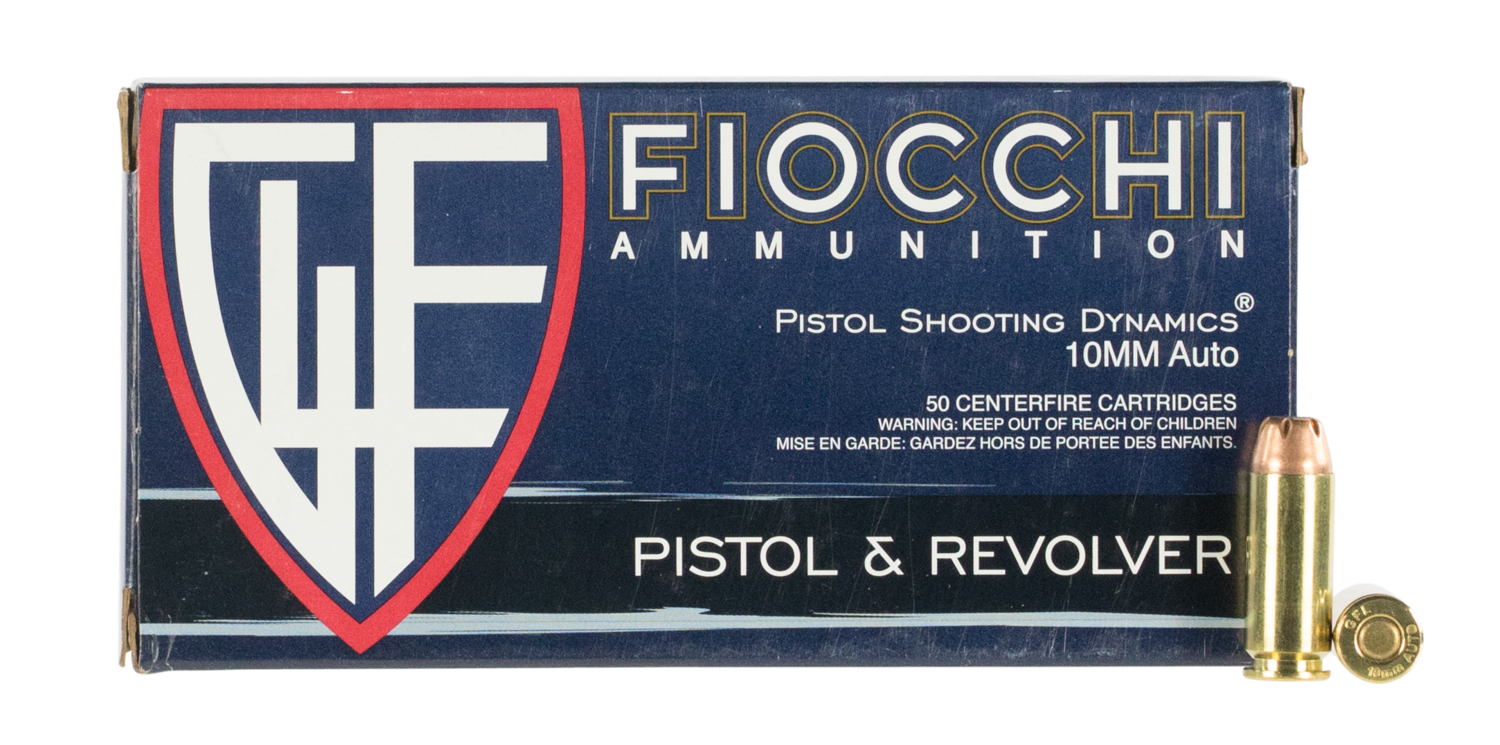 GFL
FIOCCHI
AMMUNITION
PISTOL SHOOTING DYNAMICS®
10MM Auto
50 CENTERFIRE CARTRIDGES
WARNING: KEEP OUT OF REACH OF CHILDREN
MISE EN GARDE: GARDEZ HORS DE PORTEE DES ENFANTS.
PISTOL & REVOLVER
GFL
10mm AUTO